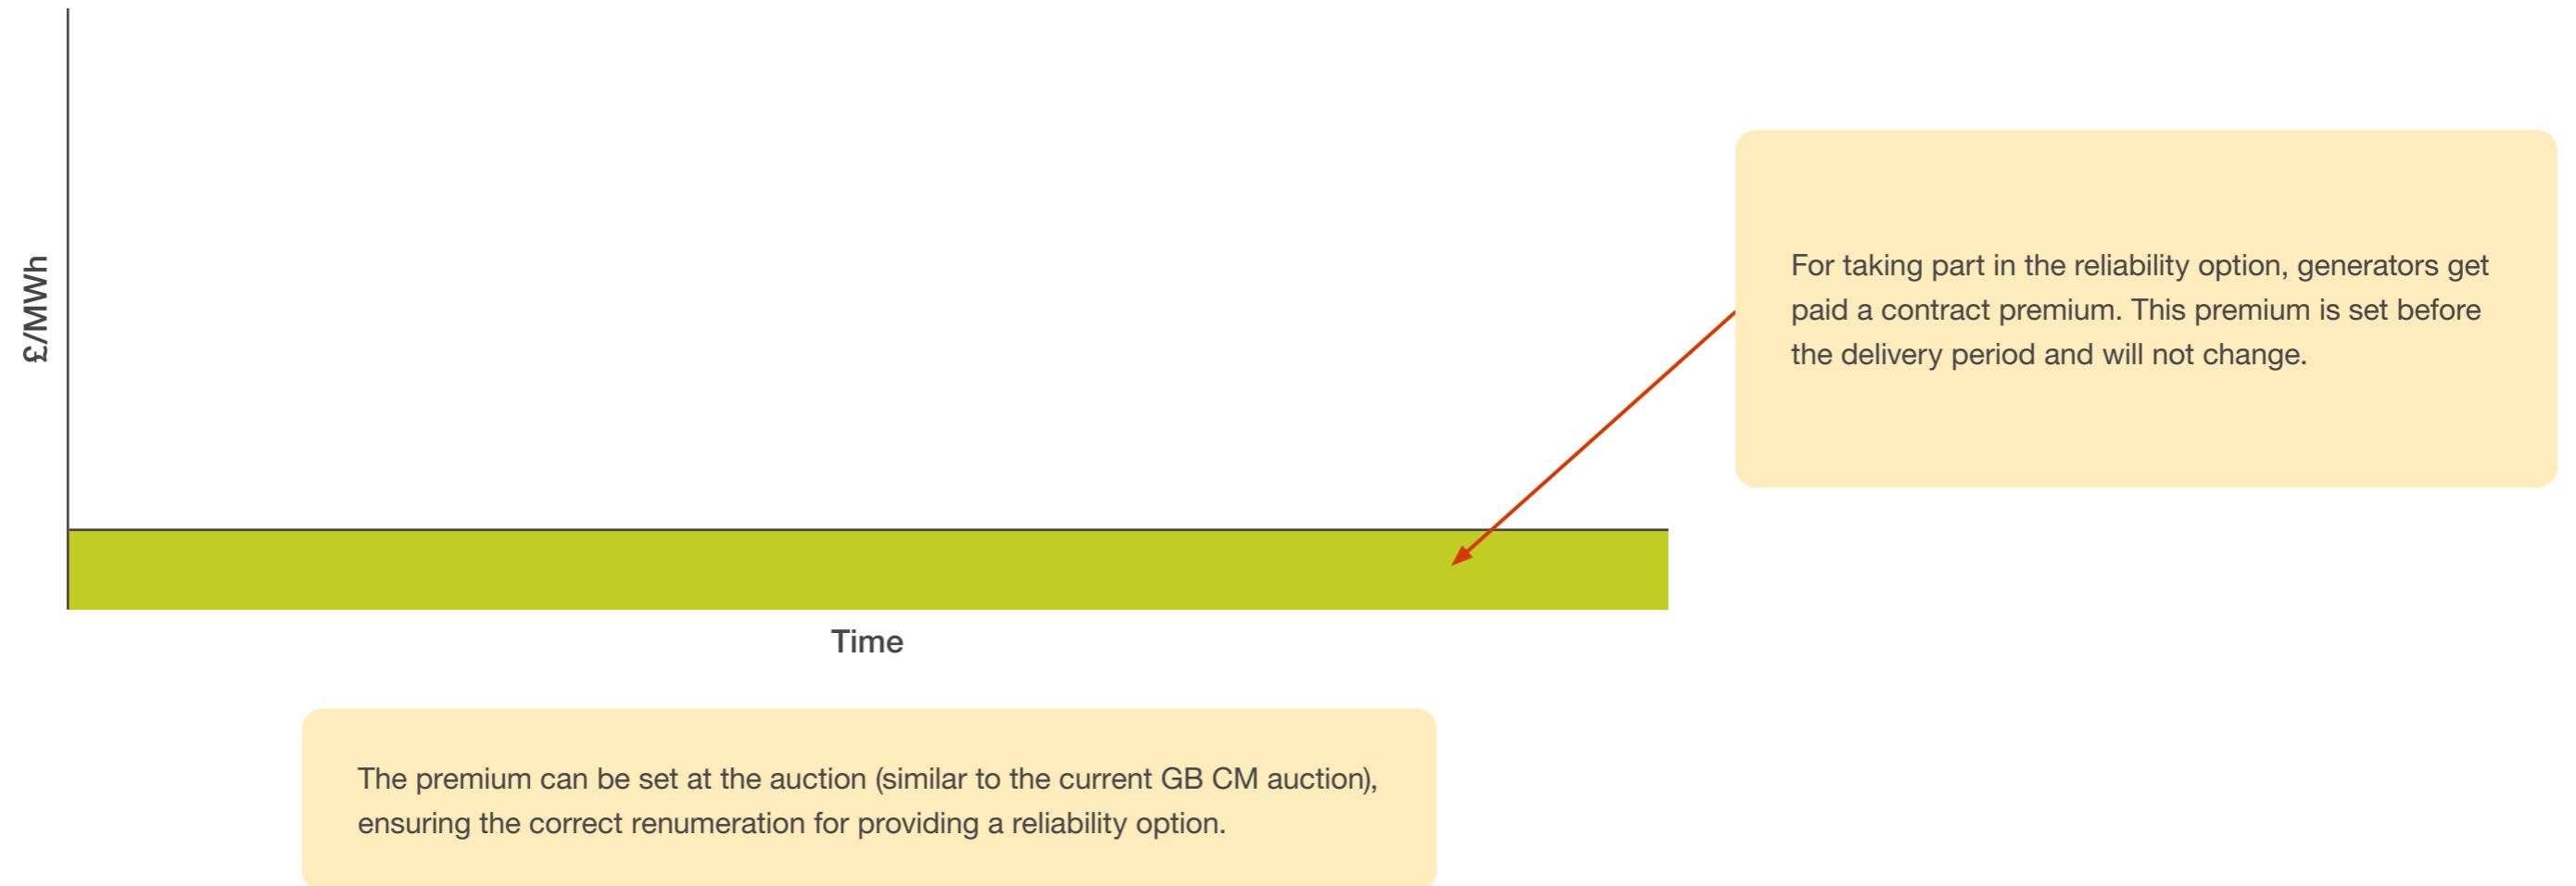 £/MWh
For taking part in the reliability option, generators get
paid a contract premium. This premium is set before
the delivery period and will not change.
Time
The premium can be set at the auction (similar to the current GB CM auction),
ensuring the correct renumeration for providing a reliability option.